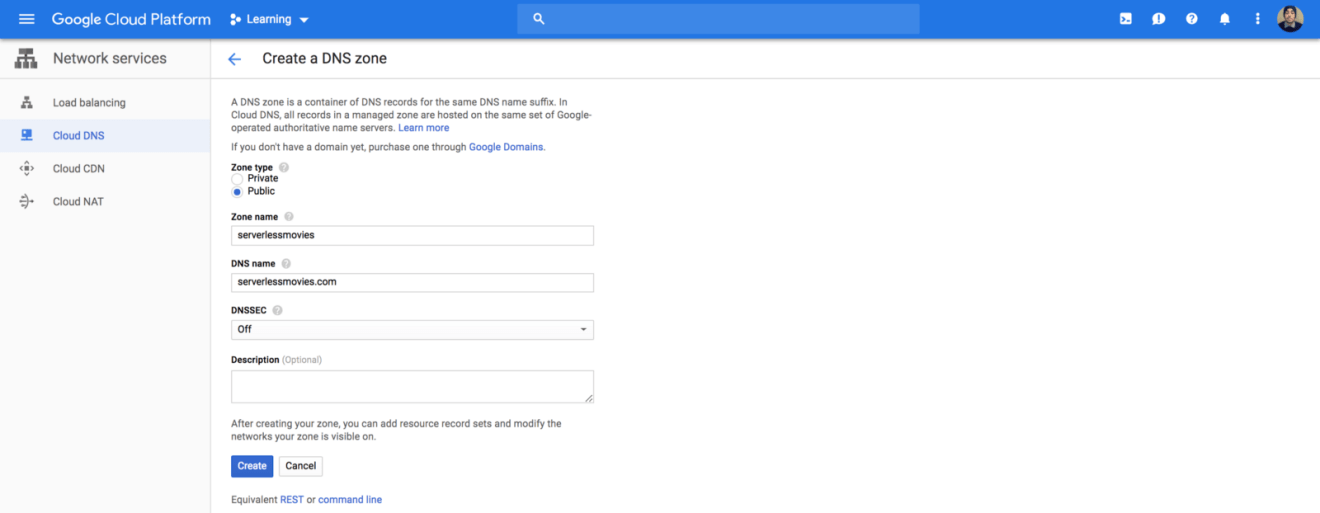 Google Cloud Platform
Learning
Network services
Create a DNS zone
Load balancing
Cloud DNS
Cloud CDN
Cloud NAT
A DNS zone is a container of DNS records for the same DNS name suffix. In
Cloud DNS, all records in a managed zone are hosted on the same set of Google-
operated authoritative name servers. Learn more
If you don't have a domain yet, purchase one through Google Domains.
Zone type
Private
Public
Zone name
serverlessmovies
DNS name
serverlessmovies.com
DNSSEC
Off
Description (Optional)
After creating your zone, you can add resource record sets and modify the
networks your zone is visible on.
Create Cancel
Equivalent REST or command line